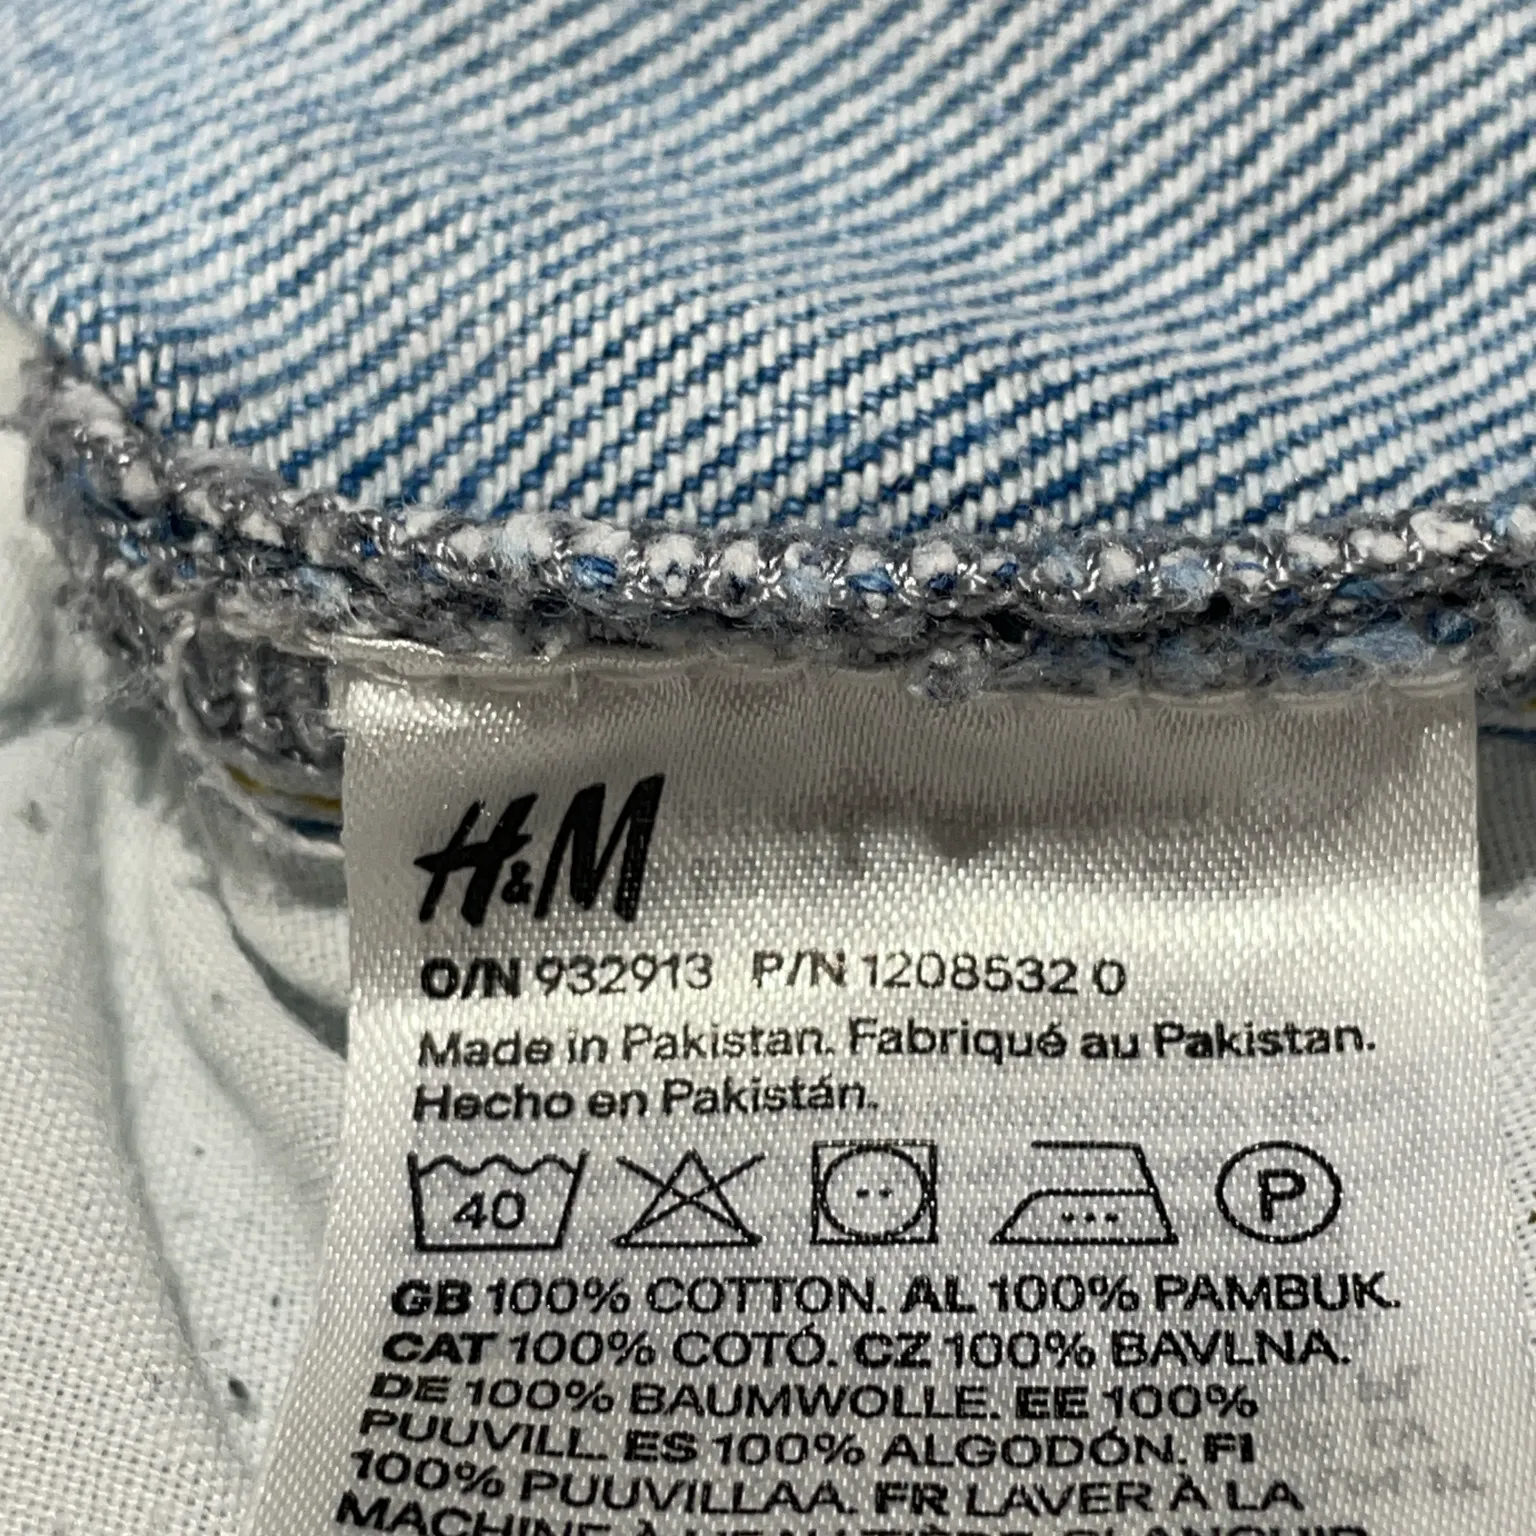 H&M
O/N 932913 P/N 1208532 0
Made in Pakistan. Fabriqué au Pakistan.
Hecho en Pakistán.
40 P
GB 100% COTTON. AL 100% PAMBUK.
CAT 100% COTÓ. CZ 100% BAVLNA.
DE 100% BAUMWOLLE. EE 100%
PUUVILL. ES 100% ALGODÓN. FI
100% PUUVILLAA. FR LAVER À LA
MACHINE À